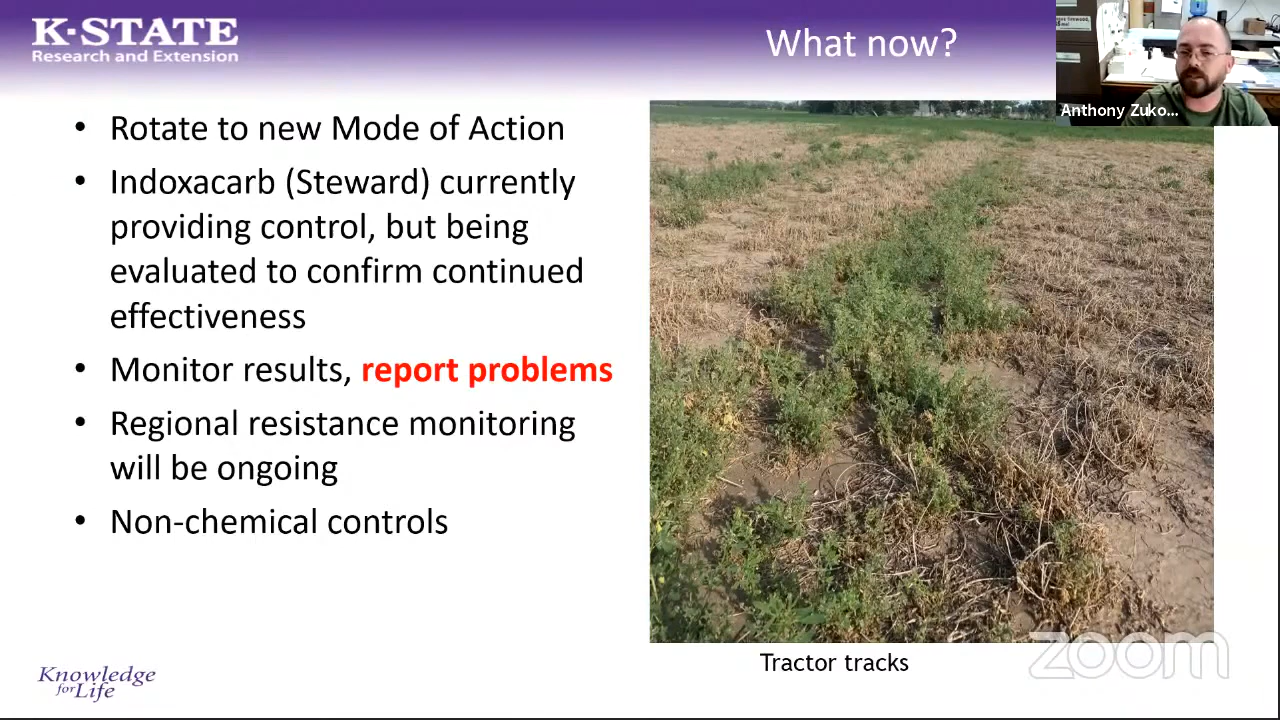 K-STATE
Research and Extension
What now?
Anthony Zuko...
• Rotate to new Mode of Action
• Indoxacarb (Steward) currently
providing control, but being
evaluated to confirm continued
effectiveness
• Monitor results, report problems
• Regional resistance monitoring
will be ongoing
• Non-chemical controls
Tractor tracks
zoom
Knowledge
for Life